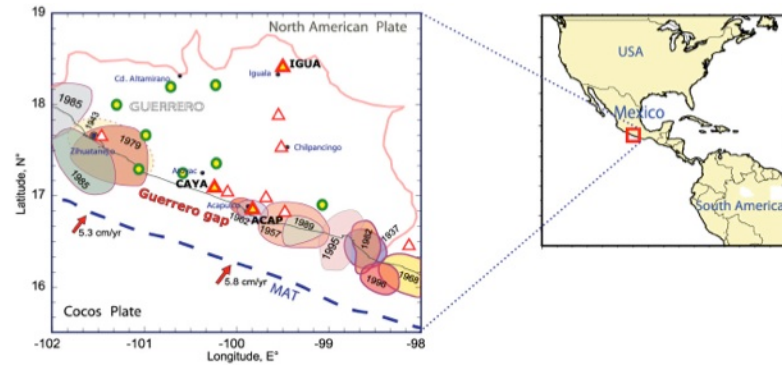 19
18
17
16
15
-102
-101
-100
-99
-98
Latitude, N°
Longitude, E°
North American Plate
IGUA
Iguala
Cd. Altamirano
GUERRERO
Chilpancingo
1985
1943
1979
Zihuatanejo
1985
CAYA
Guerrero gap
Acapulco
1962
ACAP
1957
1989
1995
1982
1837
1996
1968
5.3 cm/yr
5.8 cm/yr
MAT
Cocos Plate
USA
Mexico
South America